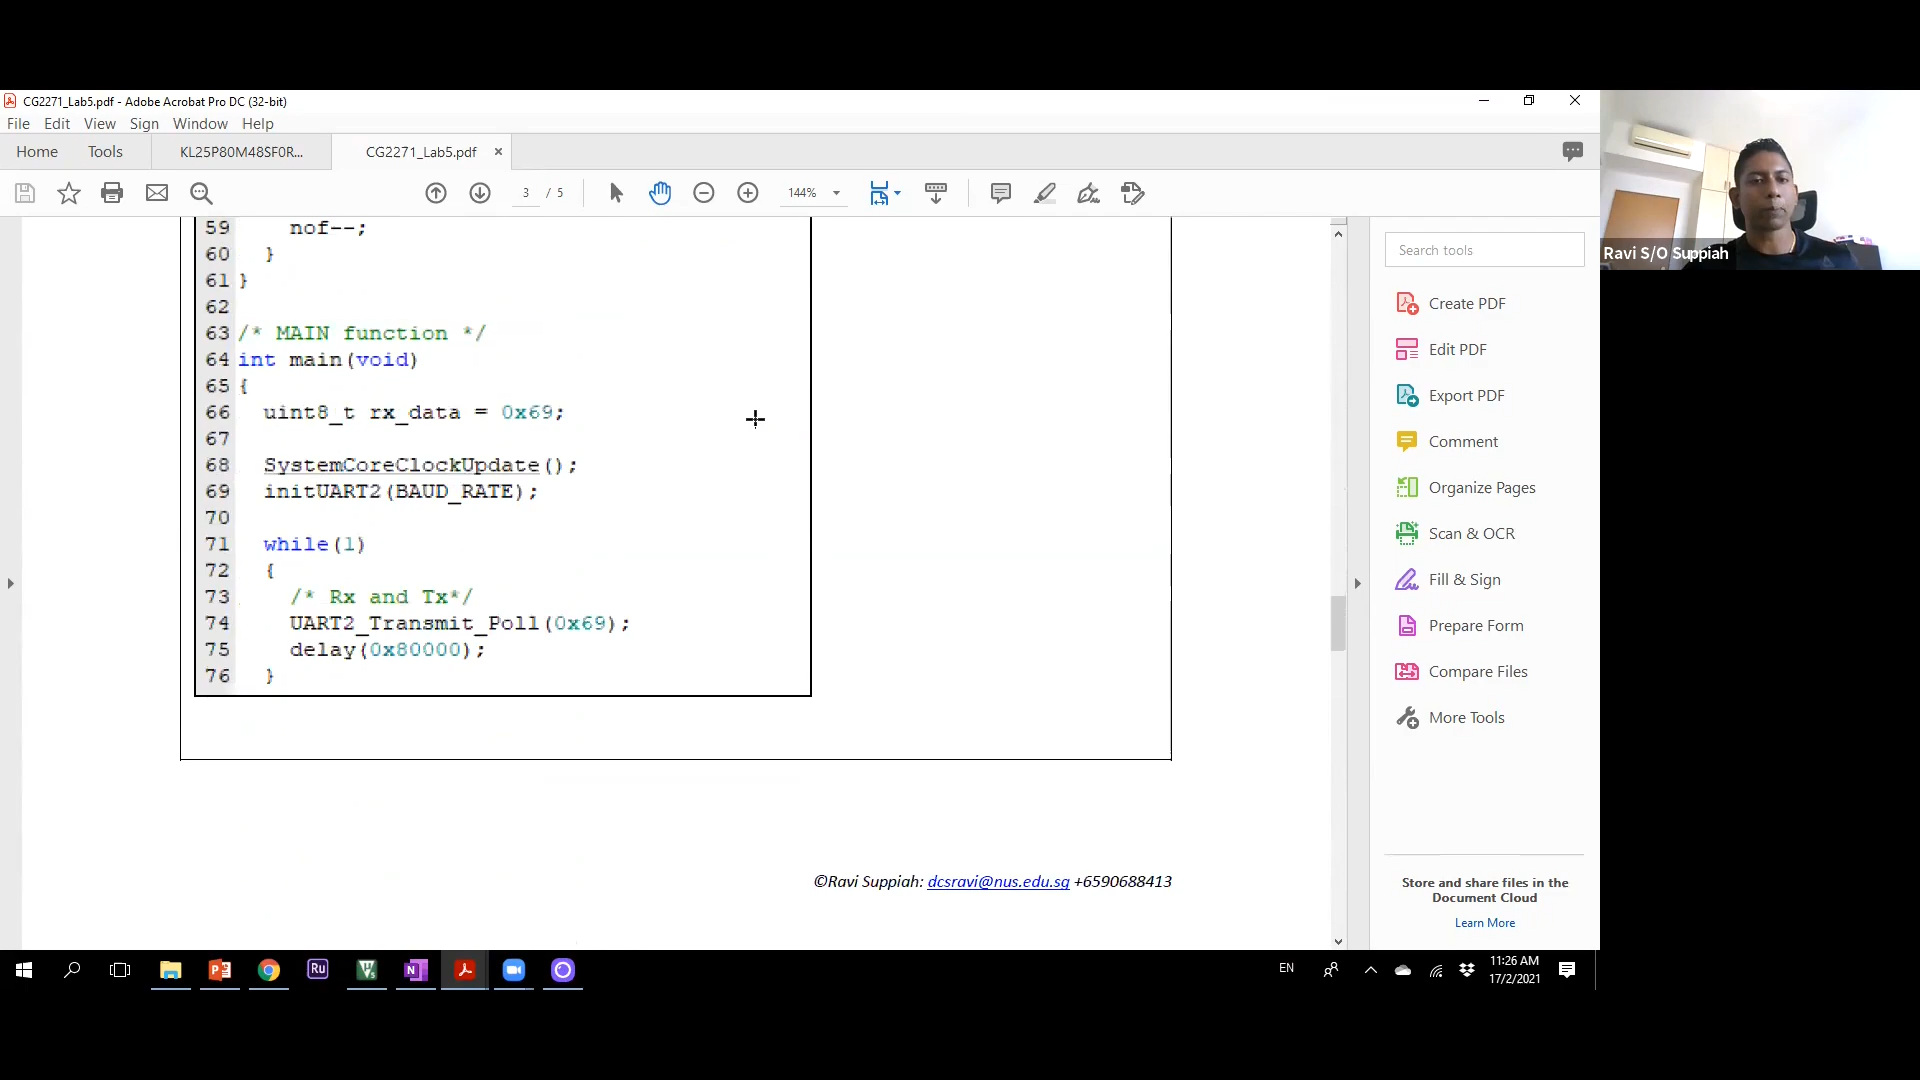 CG2271_Lab5.pdf - Adobe Acrobat Pro DC (32-bit)
File Edit View Sign Window Help
Home Tools KL25P80M48SF0R... CG2271_Lab5.pdf ×
3 / 5 144%
59 nof--;
60 }
61 }
62
63 /* MAIN function */
64 int main(void)
65 {
66 uint8_t rx_data = 0x69;
67
68 SystemCoreClockUpdate();
69 initUART2(BAUD_RATE);
70
71 while(1)
72 {
73 /* Rx and Tx*/
74 UART2_Transmit_Poll(0x69);
75 delay(0x80000);
76 }
©Ravi Suppiah: dcsravi@nus.edu.sg +6590688413
Search tools
Create PDF
Edit PDF
Export PDF
Comment
Organize Pages
Scan & OCR
Fill & Sign
Prepare Form
Compare Files
More Tools
Store and share files in the
Document Cloud
Learn More
Ravi S/O Suppiah
Ru
EN
11:26 AM
17/2/2021